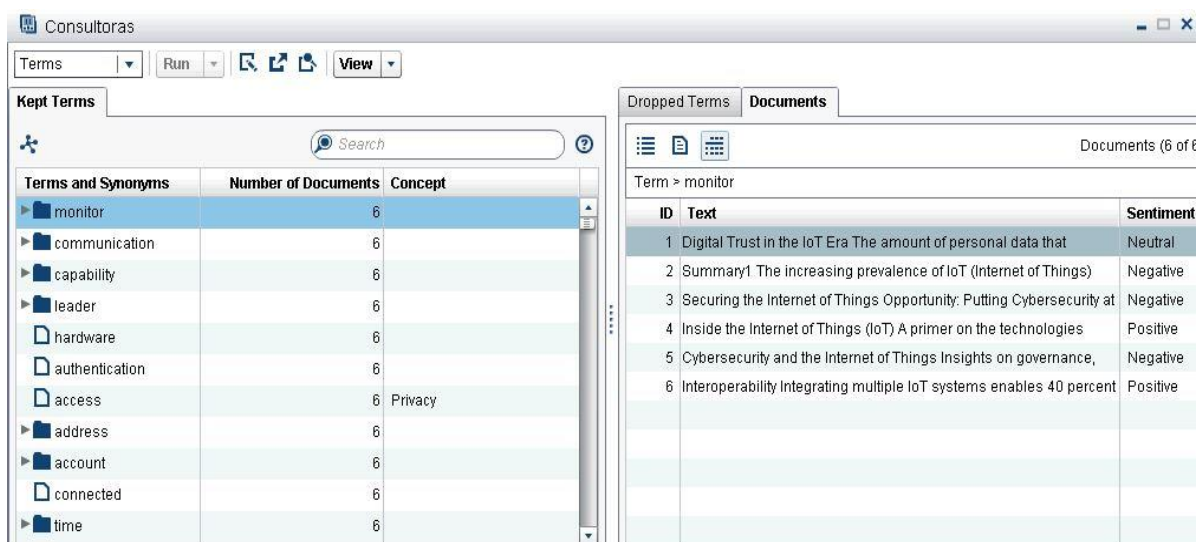 Consultoras
Terms Run View
Kept Terms
Search
Terms and Synonyms Number of Documents Concept
monitor 6
communication 6
capability 6
leader 6
hardware 6
authentication 6
access 6 Privacy
address 6
account 6
connected 6
time 6
Dropped Terms Documents
Documents (6 of 6
Term > monitor
ID Text Sentiment
1 Digital Trust in the IoT Era The amount of personal data that Neutral
2 Summary1 The increasing prevalence of IoT (Internet of Things) Negative
3 Securing the Internet of Things Opportunity: Putting Cybersecurity at Negative
4 Inside the Internet of Things (IoT) A primer on the technologies Positive
5 Cybersecurity and the Internet of Things Insights on governance, Negative
6 Interoperability Integrating multiple IoT systems enables 40 percent Positive